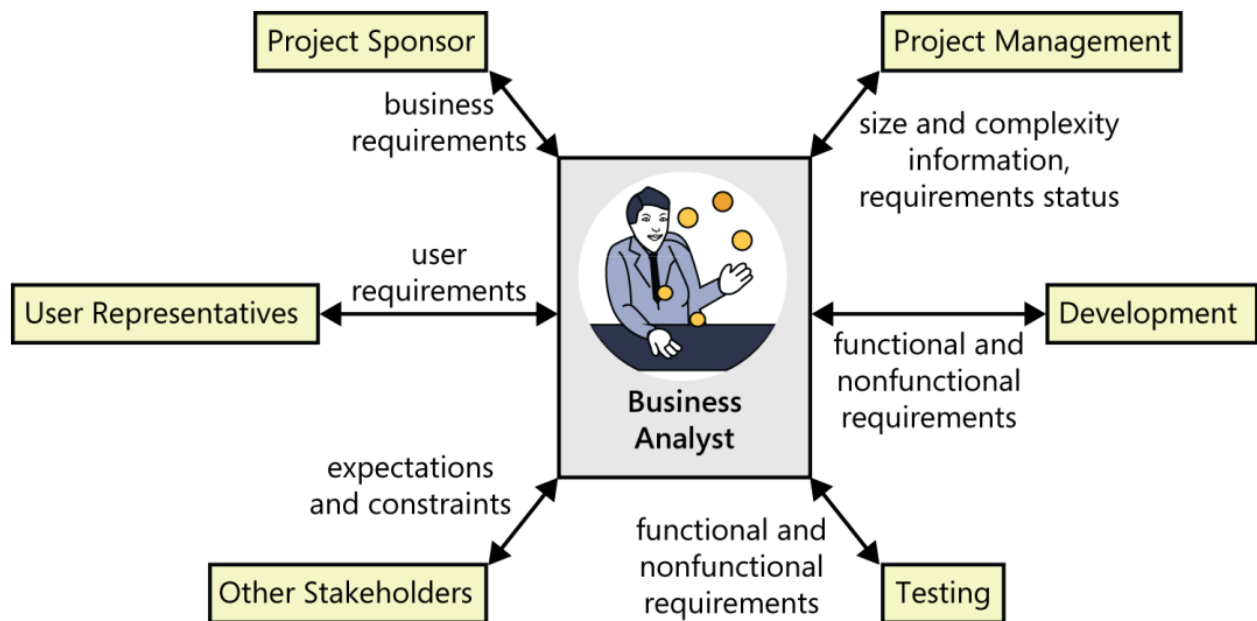 Project Sponsor
Project Management
business
requirements
size and complexity
information,
requirements status
user
requirements
User Representatives
Development
functional and
nonfunctional
requirements
Business
Analyst
expectations
and constraints
functional and
nonfunctional
requirements
Other Stakeholders
Testing